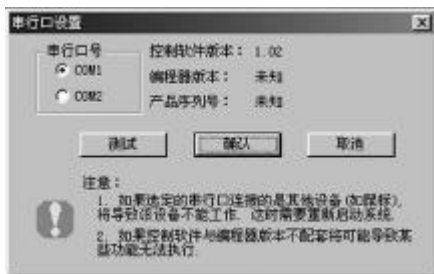 串行口设置
串行口号
COM1
COM2
控制软件版本： 1.02
编程器版本： 未知
产品序列号： 未知
测试 确认 取消
注意：
1. 如果选定的串行口连接的是其他设备(如鼠标),
将导致该设备不能工作. 这时需要重新启动系统.
2. 如果控制软件与编程器版本不配套将可能导致某
些功能无法执行.